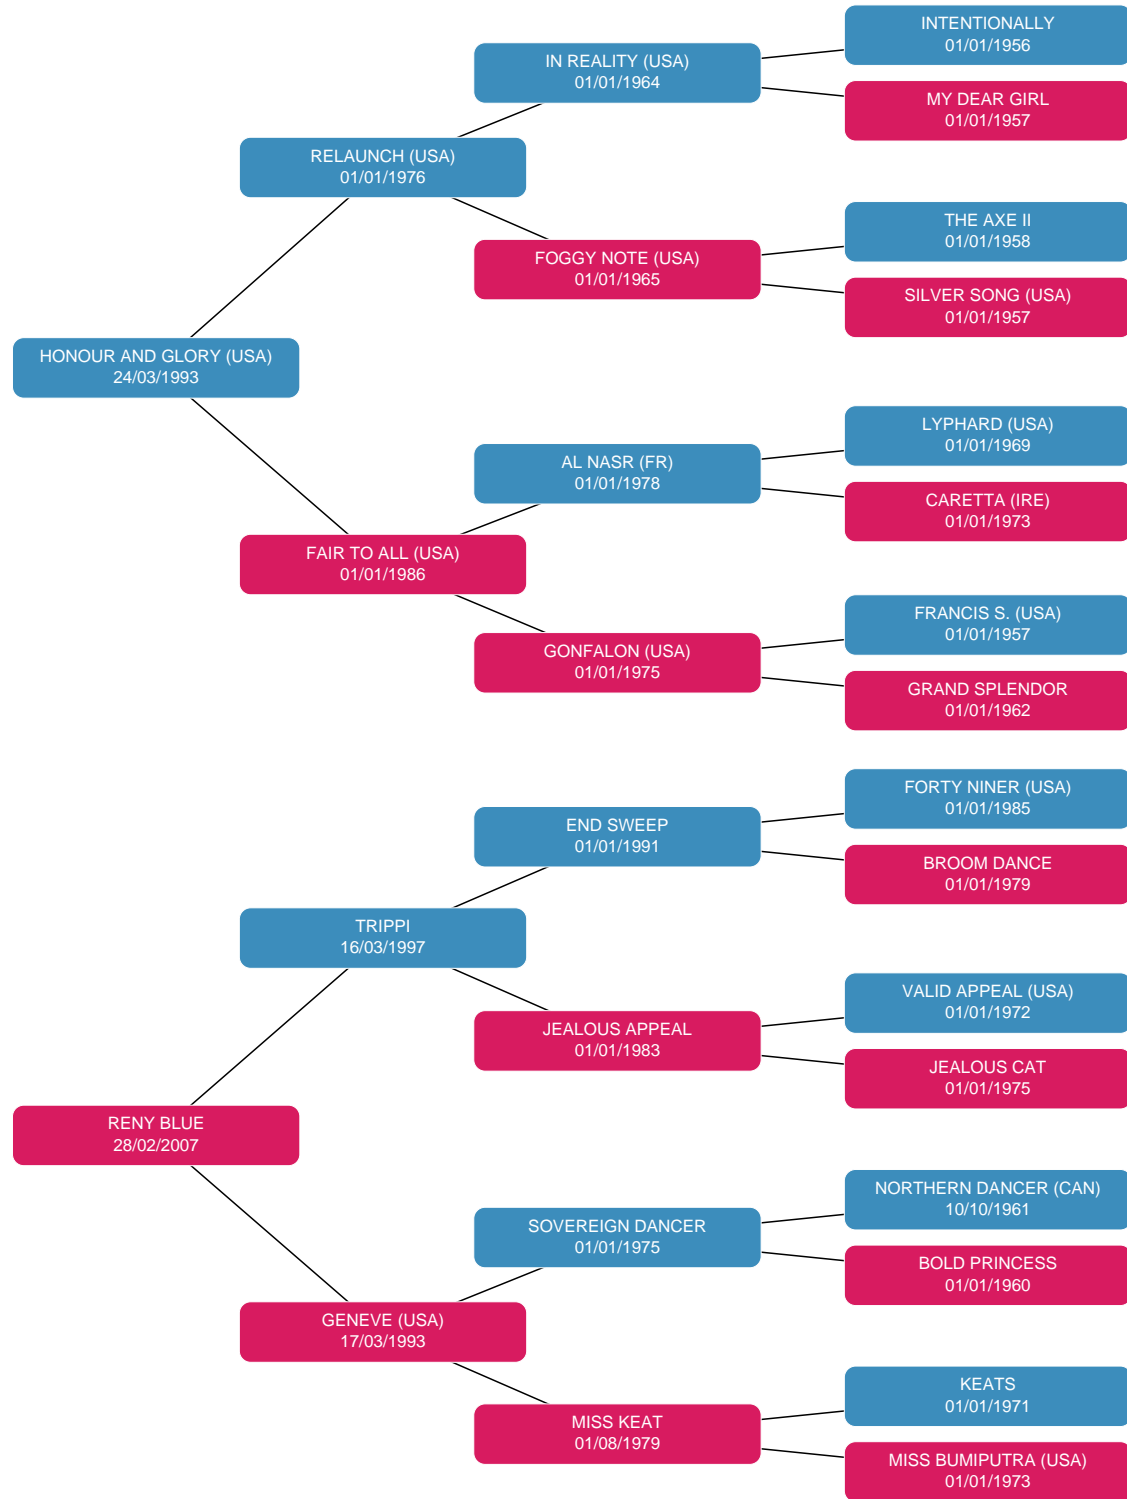 INTENTIONALLY
01/01/1956
IN REALITY (USA)
01/01/1964
MY DEAR GIRL
01/01/1957
RELAUNCH (USA)
01/01/1976
THE AXE II
01/01/1958
FOGGY NOTE (USA)
01/01/1965
SILVER SONG (USA)
01/01/1957
HONOUR AND GLORY (USA)
24/03/1993
LYPHARD (USA)
01/01/1969
AL NASR (FR)
01/01/1978
CARETTA (IRE)
01/01/1973
FAIR TO ALL (USA)
01/01/1986
FRANCIS S. (USA)
01/01/1957
GONFALON (USA)
01/01/1975
GRAND SPLENDOR
01/01/1962
FORTY NINER (USA)
01/01/1985
END SWEEP
01/01/1991
BROOM DANCE
01/01/1979
TRIPPI
16/03/1997
VALID APPEAL (USA)
01/01/1972
JEALOUS APPEAL
01/01/1983
JEALOUS CAT
01/01/1975
RENY BLUE
28/02/2007
NORTHERN DANCER (CAN)
10/10/1961
SOVEREIGN DANCER
01/01/1975
BOLD PRINCESS
01/01/1960
GENEVE (USA)
17/03/1993
KEATS
01/01/1971
MISS KEAT
01/08/1979
MISS BUMIPUTRA (USA)
01/01/1973